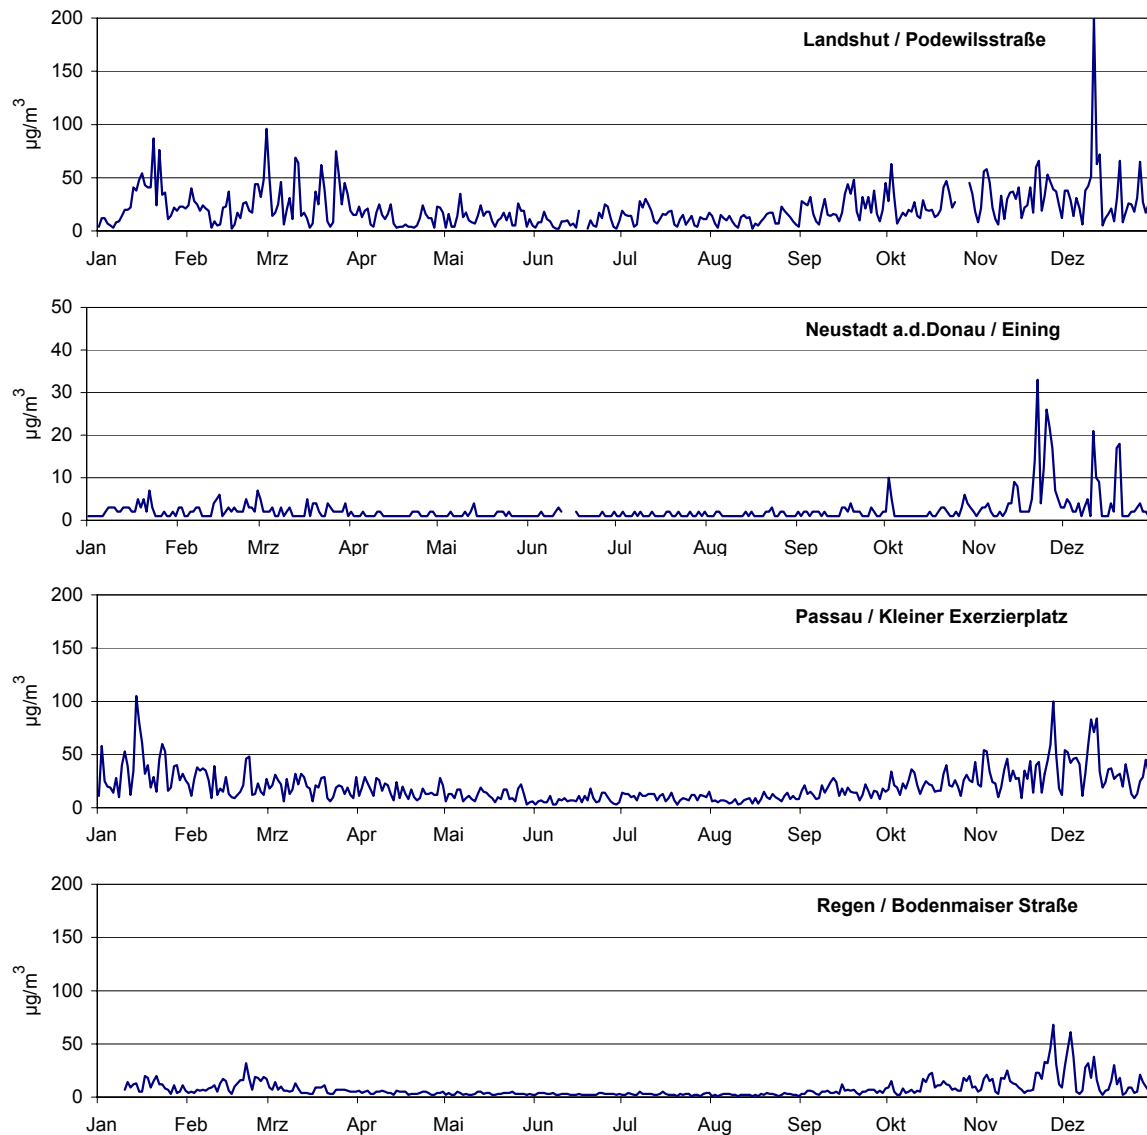 200
Landshut / Podewilsstraße
150
100
50
0
µg/m³
Jan Feb Mrz Apr Mai Jun Jul Aug Sep Okt Nov Dez
50
Neustadt a.d.Donau / Eining
40
30
20
10
0
µg/m³
Jan Feb Mrz Apr Mai Jun Jul Aug Sep Okt Nov Dez
200
Passau / Kleiner Exerzierplatz
150
100
50
0
µg/m³
Jan Feb Mrz Apr Mai Jun Jul Aug Sep Okt Nov Dez
200
Regen / Bodenmaiser Straße
150
100
50
0
µg/m³
Jan Feb Mrz Apr Mai Jun Jul Aug Sep Okt Nov Dez